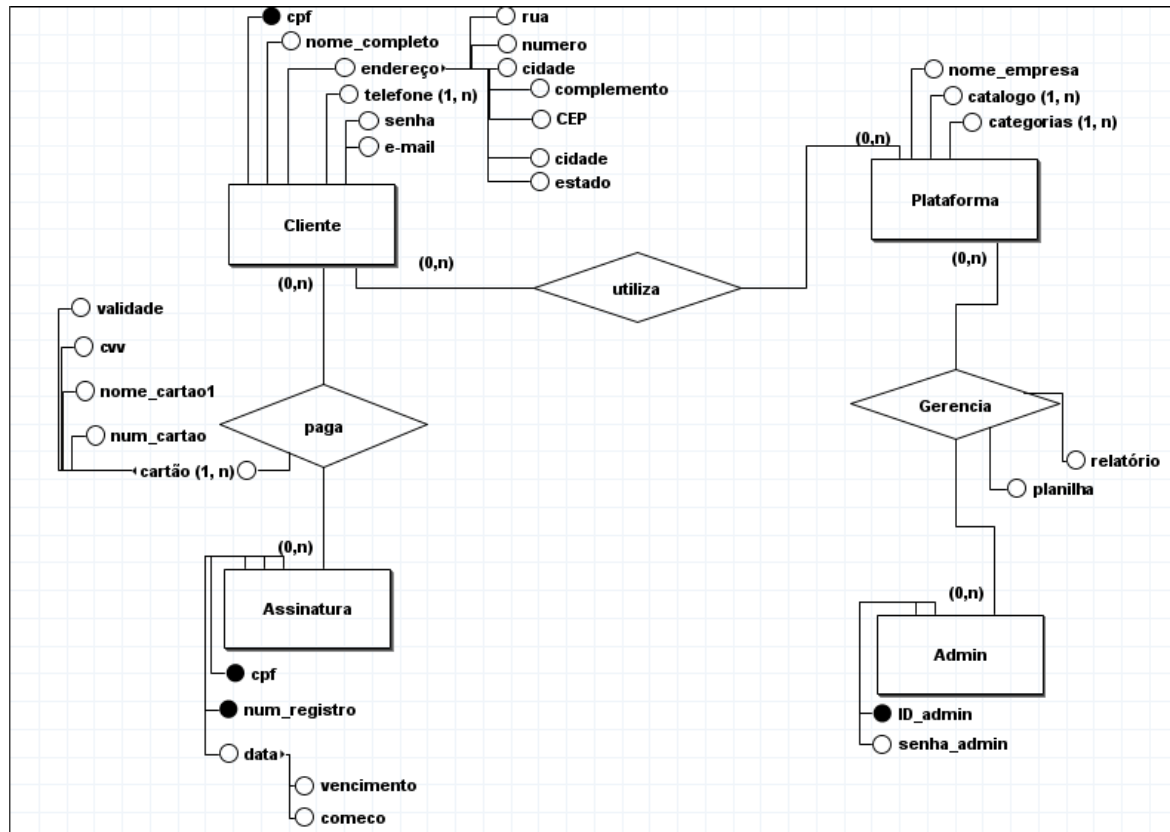 cpf
nome_completo
endereço
telefone (1, n)
senha
e-mail
rua
numero
cidade
complemento
CEP
cidade
estado
nome_empresa
catalogo (1, n)
categorias (1, n)
(0,n)
Cliente
Plataforma
(0,n)
(0,n)
(0,n)
utiliza
validade
cvv
nome_cartao1
num_cartao
cartão (1, n)
paga
Gerencia
relatório
planilha
(0,n)
Assinatura
cpf
num_registro
data
vencimento
comeco
(0,n)
Admin
ID_admin
senha_admin